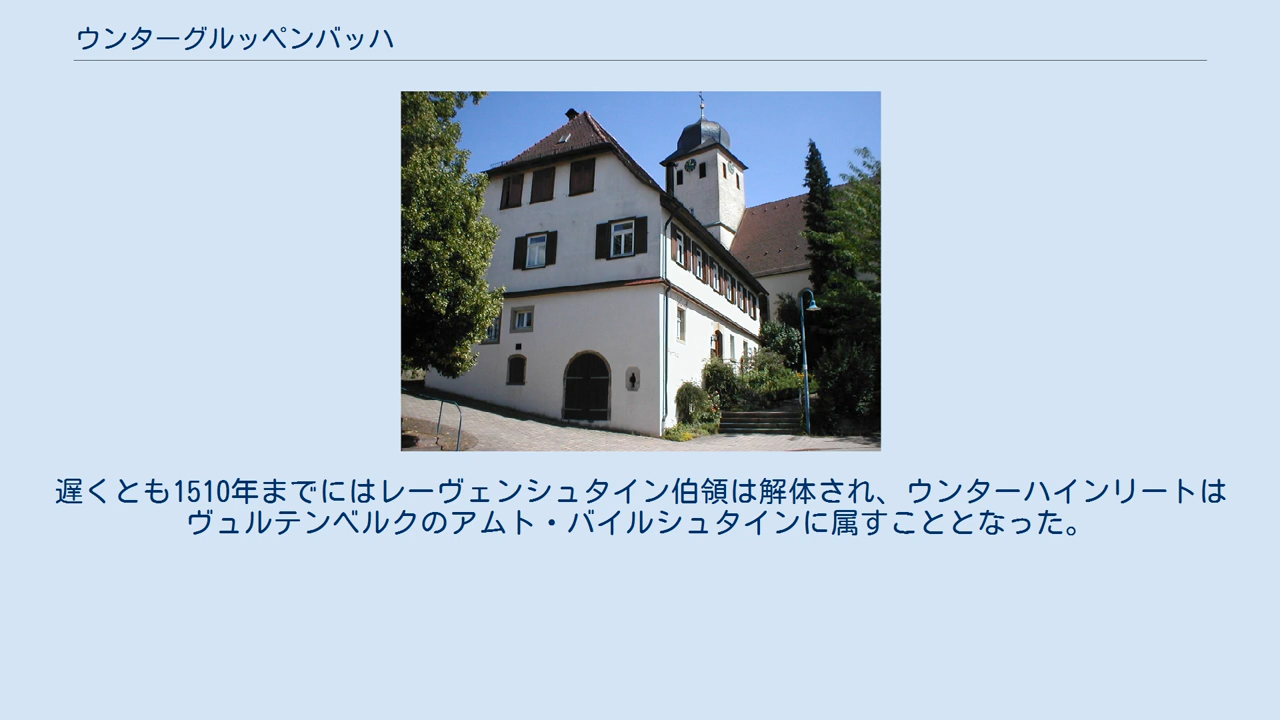 ウンターグルッペンバッハ
遅くとも1510年までにはレーヴェンシュタイン伯領は解体され、ウンターハインリートは
ヴュルテンベルクのアムト・バイルシュタインに属すこととなった。